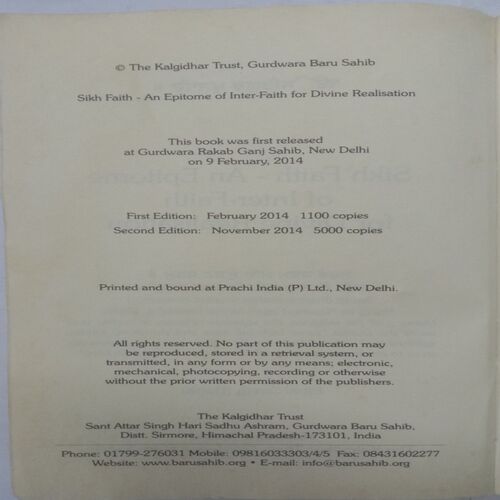 © The Kalgidhar Trust, Gurdwara Baru Sahib
Sikh Faith - An Epitome of Inter-Faith for Divine Realisation
This book was first released
at Gurdwara Rakab Ganj Sahib, New Delhi
on 9 February, 2014
First Edition: February 2014 1100 copies
Second Edition: November 2014 5000 copies
Printed and bound at Prachi India (P) Ltd., New Delhi.
All rights reserved. No part of this publication may
be reproduced, stored in a retrieval system, or
transmitted, in any form or by any means; electronic,
mechanical, photocopying, recording or otherwise
without the prior written permission of the publishers.
The Kalgidhar Trust
Sant Attar Singh Hari Sadhu Ashram, Gurdwara Baru Sahib,
Distt. Sirmore, Himachal Pradesh-173101, India
Phone: 01799-276031 Mobile: 09816033303/4/5 Fax: 08431602277
Website: www.barusahib.org • E-mail: info@barusahib.org